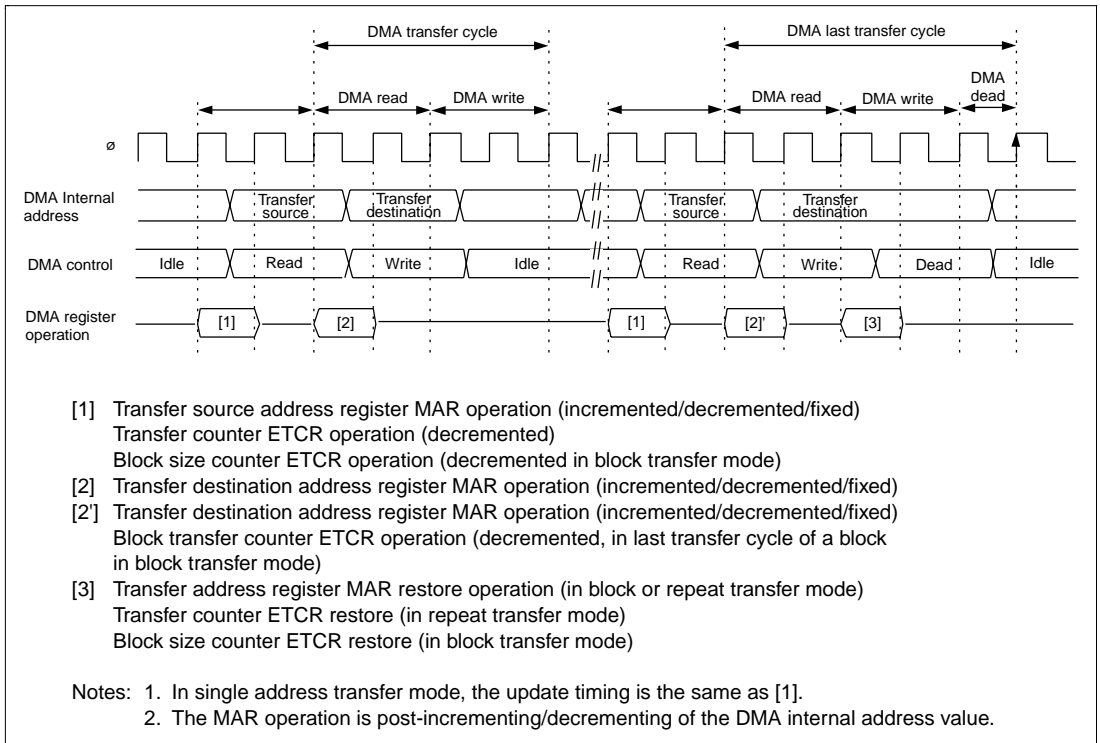 DMA transfer cycle DMA last transfer cycle
DMA
DMA read DMA write DMA read DMA write dead
ø
DMA Internal address Transfer source Transfer destination Transfer source Transfer destination
DMA control Idle Read Write Idle Read Write Dead Idle
DMA register operation [1] [2] [1] [2]' [3]
[1] Transfer source address register MAR operation (incremented/decremented/fixed)
Transfer counter ETCR operation (decremented)
Block size counter ETCR operation (decremented in block transfer mode)
[2] Transfer destination address register MAR operation (incremented/decremented/fixed)
[2'] Transfer destination address register MAR operation (incremented/decremented/fixed)
Block transfer counter ETCR operation (decremented, in last transfer cycle of a block
in block transfer mode)
[3] Transfer address register MAR restore operation (in block or repeat transfer mode)
Transfer counter ETCR restore (in repeat transfer mode)
Block size counter ETCR restore (in block transfer mode)
Notes: 1. In single address transfer mode, the update timing is the same as [1].
2. The MAR operation is post-incrementing/decrementing of the DMA internal address value.